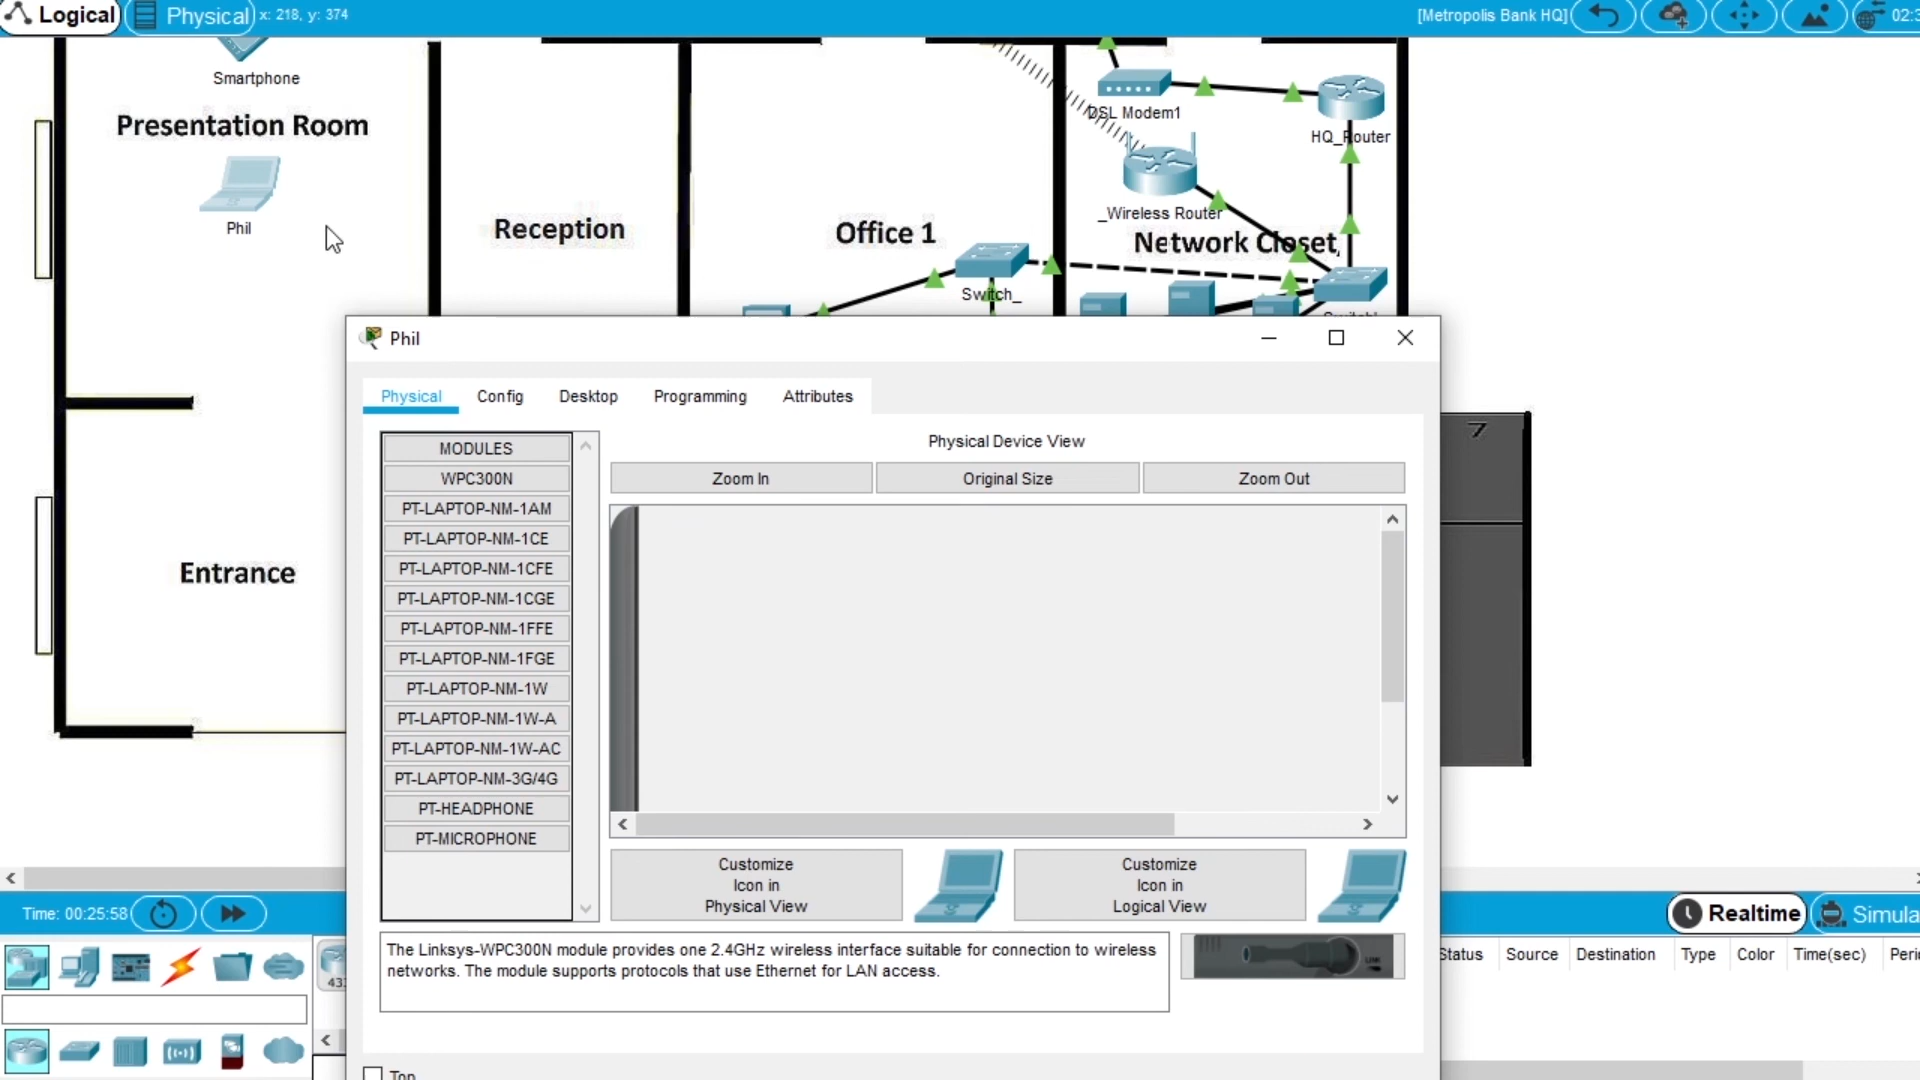 Logical
Physical
x: 218, y: 374
[Metropolis Bank HQ]
Smartphone
Presentation Room
Phil
Reception
Office 1
DSL Modem1
HQ_Router
_Wireless Router
Network Closet
Switch_
Entrance
7
Phil
Physical
Config
Desktop
Programming
Attributes
MODULES
WPC300N
PT-LAPTOP-NM-1AM
PT-LAPTOP-NM-1CE
PT-LAPTOP-NM-1CFE
PT-LAPTOP-NM-1CGE
PT-LAPTOP-NM-1FFE
PT-LAPTOP-NM-1FGE
PT-LAPTOP-NM-1W
PT-LAPTOP-NM-1W-A
PT-LAPTOP-NM-1W-AC
PT-LAPTOP-NM-3G/4G
PT-HEADPHONE
PT-MICROPHONE
Physical Device View
Zoom In
Original Size
Zoom Out
Customize
Icon in
Physical View
Customize
Icon in
Logical View
The Linksys-WPC300N module provides one 2.4GHz wireless interface suitable for connection to wireless
networks. The module supports protocols that use Ethernet for LAN access.
LINK
Top
Time: 00:25:58
Realtime
Simula
Status
Source
Destination
Type
Color
Time(sec)
Peri